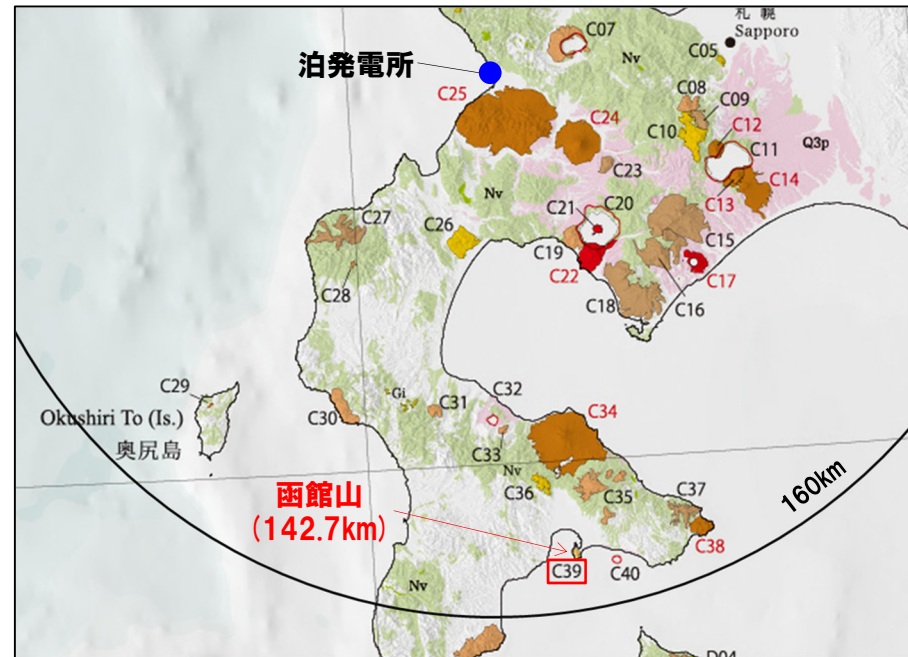 札幌
Sapporo
C07
Nv
C05
泊発電所
C25
C08
C09
C24
C10
C12
C11
Q3p
C23
C14
C13
Nv
C21
C20
C27
C26
C19
C15
C22
C17
C28
C18
C16
C29
C32
Gi
C31
C30
C34
Okushiri To (Is.)
奥尻島
C33
Nv
C36
C35
C37
160km
函館山
(142.7km)
C38
C39
C40
Nv
D04